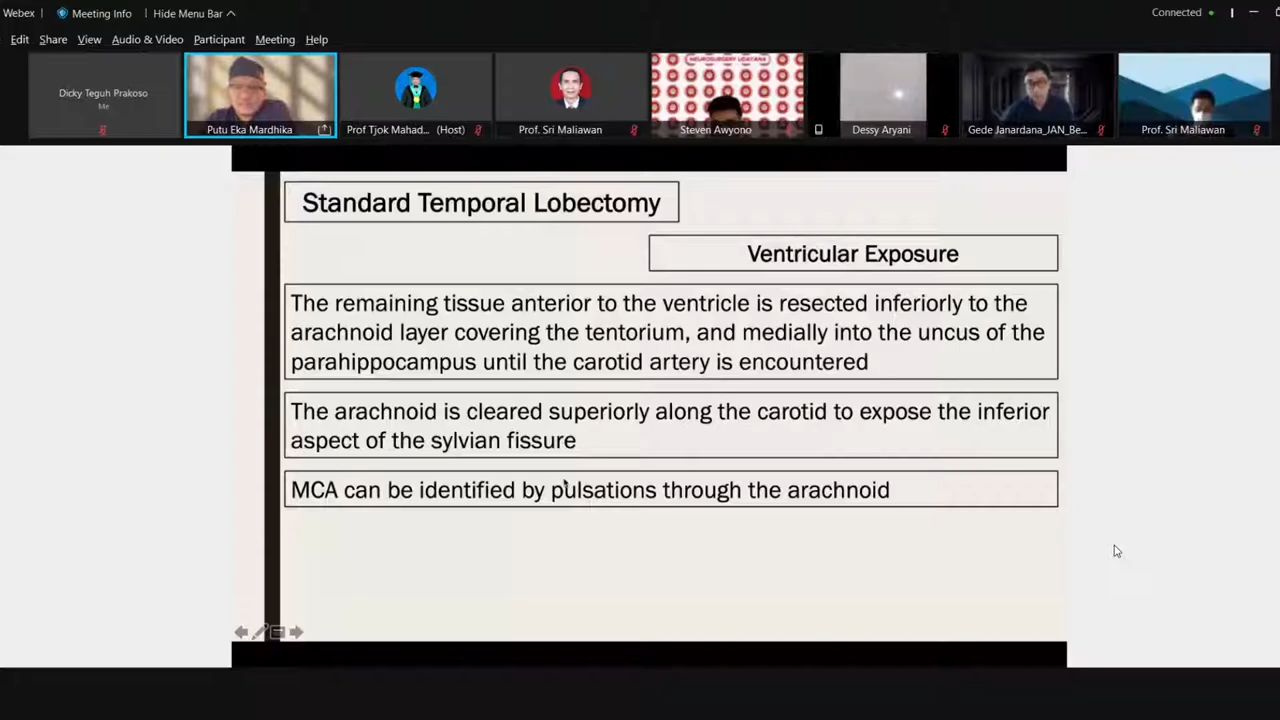 Webex Meeting Info Hide Menu Bar Connected
Edit Share View Audio & Video Participant Meeting Help
NEUROSURGERY UDAYANA
Dicky Teguh Prakoso
Me
Putu Eka Mardhika
Prof Tjok Mahad... (Host)
Prof. Sri Maliawan
Steven Awyono
Dessy Aryani
Gede Janardana_JAN_Be...
Prof. Sri Maliawan
Standard Temporal Lobectomy
Ventricular Exposure
The remaining tissue anterior to the ventricle is resected inferiorly to the
arachnoid layer covering the tentorium, and medially into the uncus of the
parahippocampus until the carotid artery is encountered
The arachnoid is cleared superiorly along the carotid to expose the inferior
aspect of the sylvian fissure
MCA can be identified by pulsations through the arachnoid